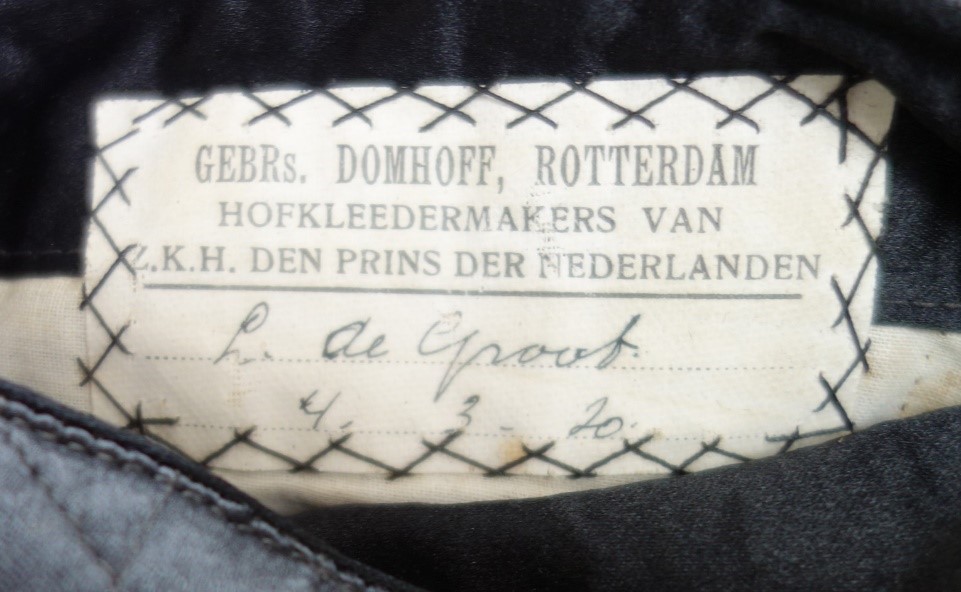 GEBRs. DOMHOFF, ROTTERDAM
HOFKLEEDERMAKERS VAN
Z.K.H. DEN PRINS DER NEDERLANDEN
L. de Groot.
4. 3 - 20.